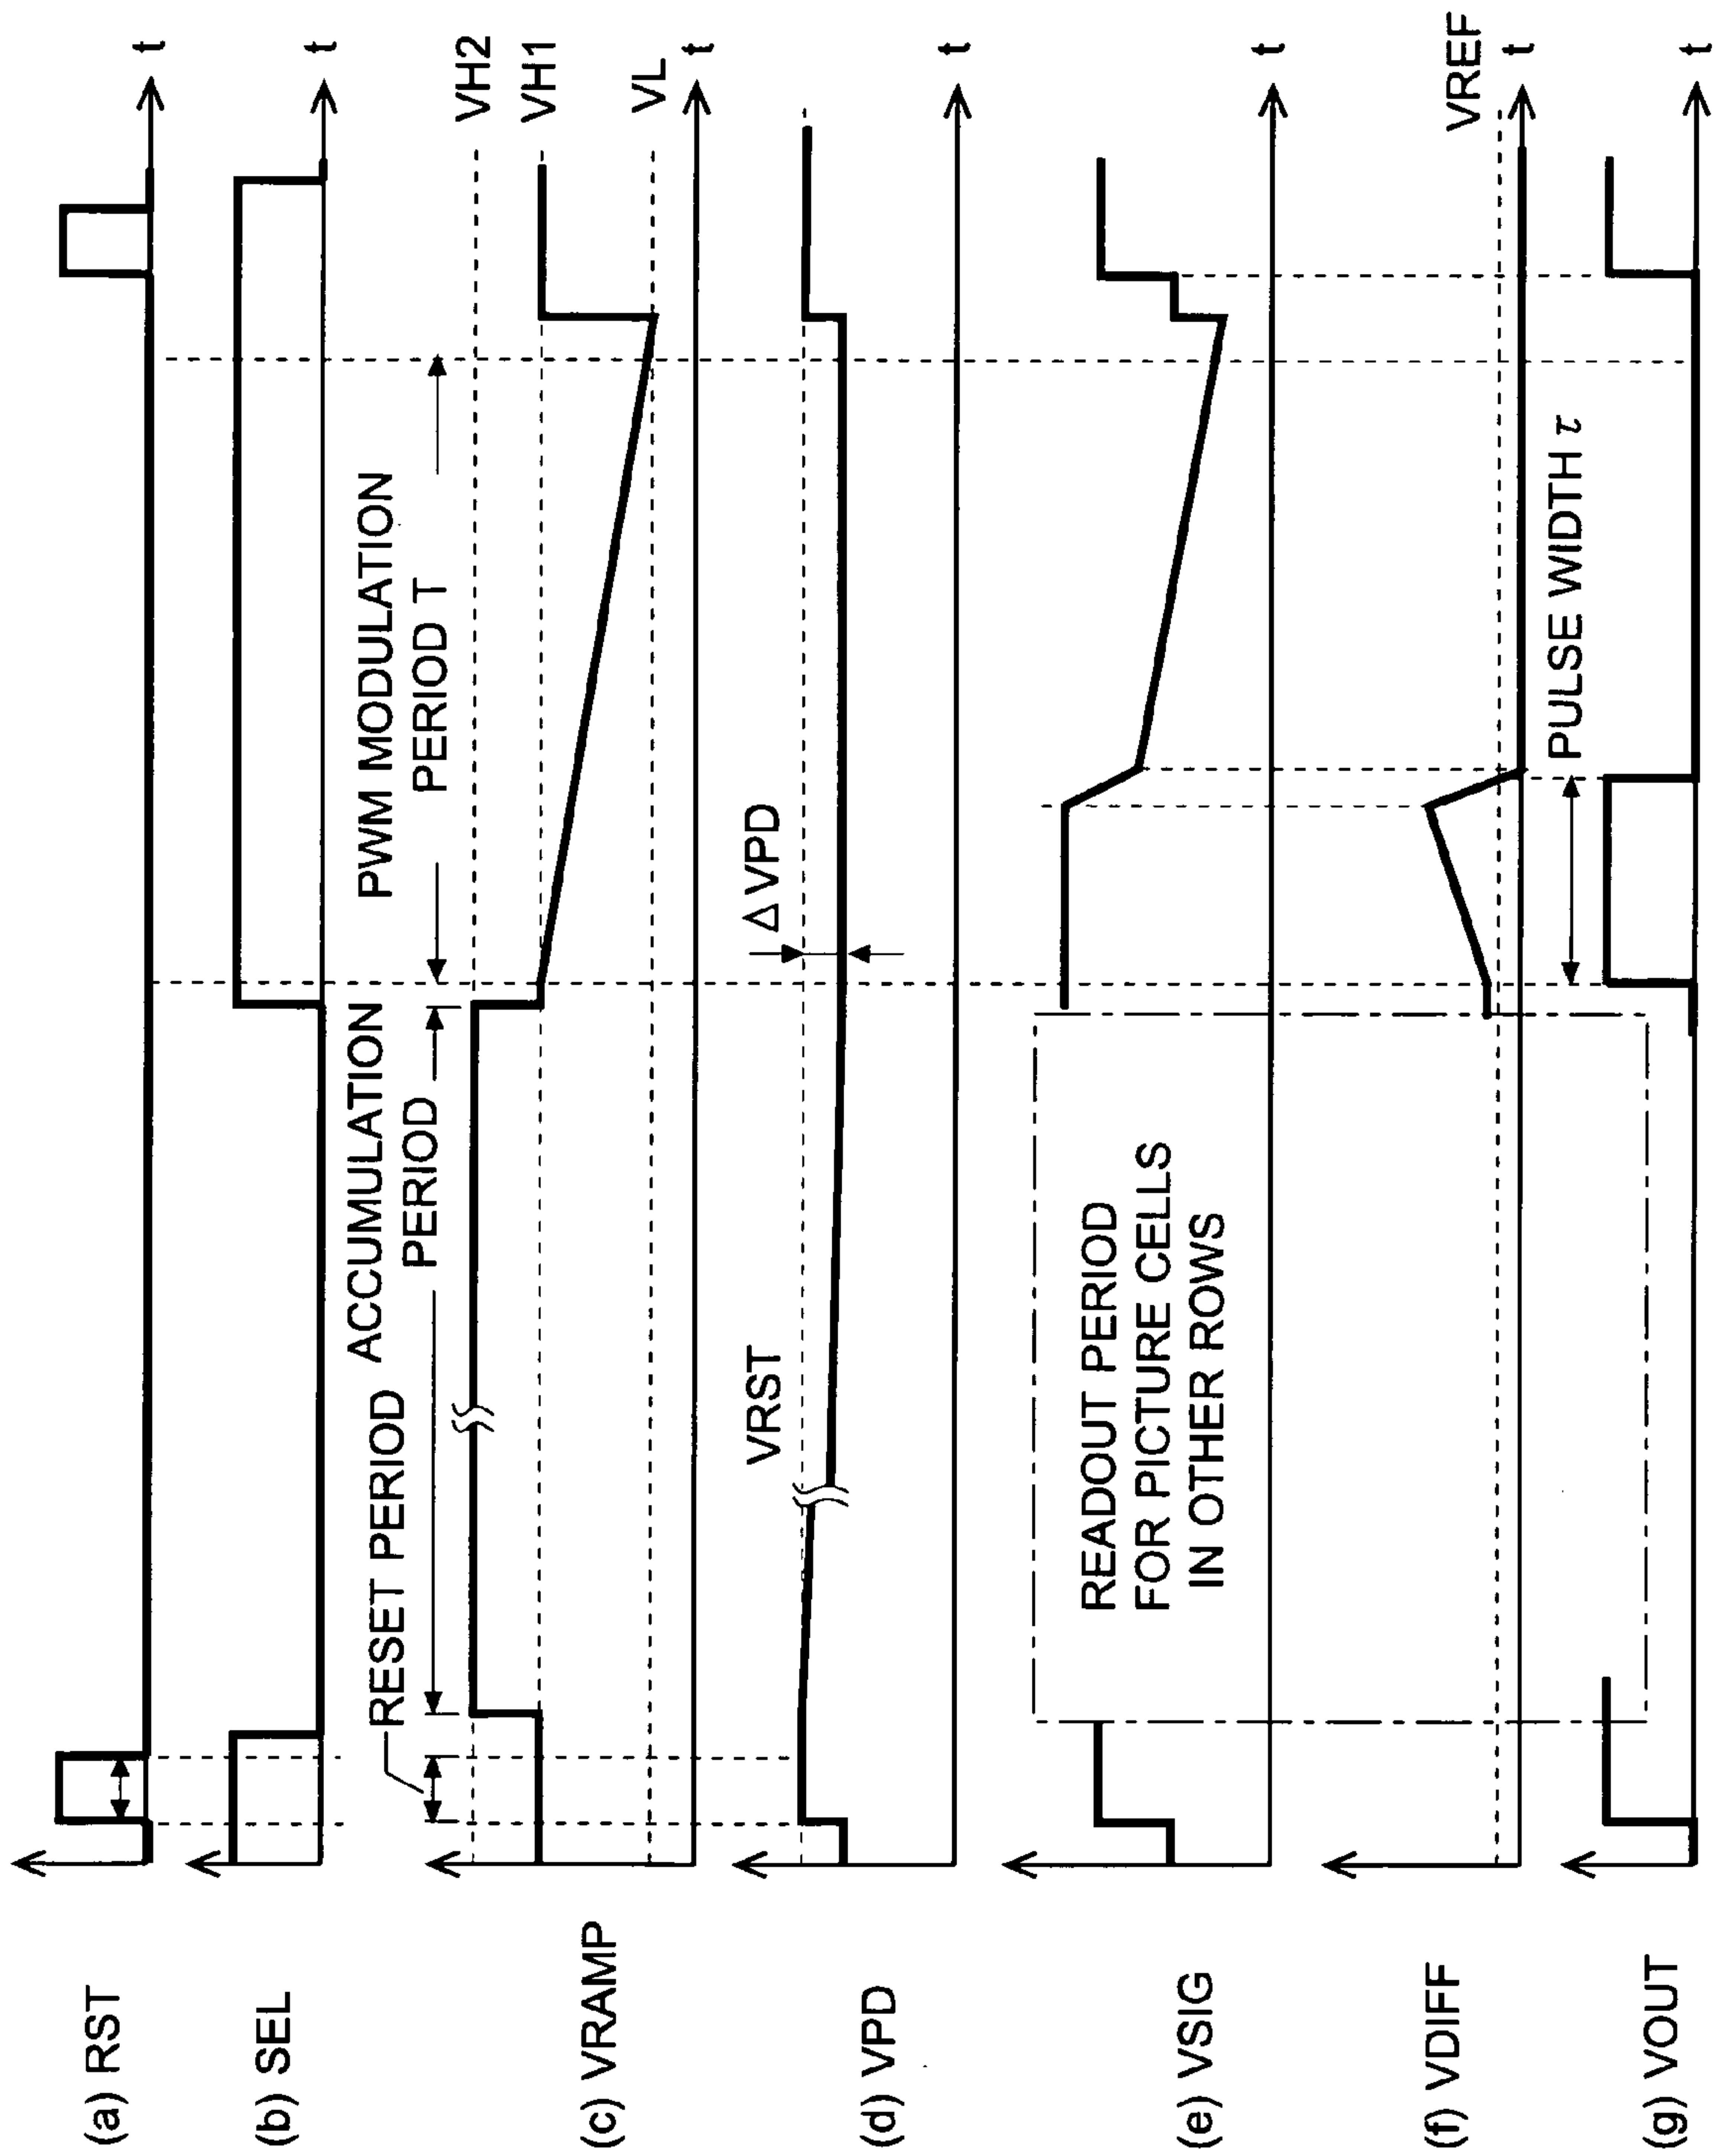 (a) RST
t
(b) SEL
t
ACCUMULATION
PERIOD
PWM MODULATION
PERIOD T
RESET PERIOD
(c) VRAMP
VH2
VH1
VL
t
(d) VPD
VRST
ΔVPD
t
(e) VSIG
READOUT PERIOD
FOR PICTURE CELLS
IN OTHER ROWS
t
(f) VDIFF
VREF
t
PULSE WIDTH τ
(g) VOUT
t